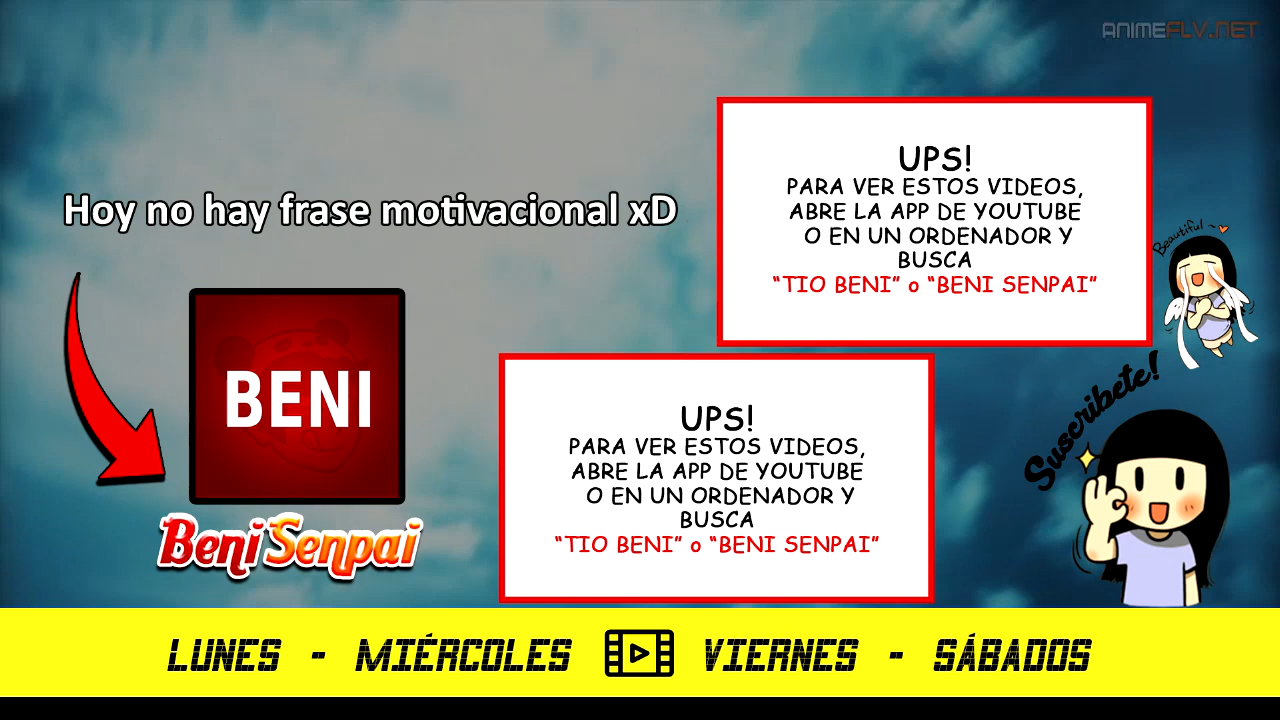 ANIMEFLV.NET
UPS!
PARA VER ESTOS VIDEOS,
ABRE LA APP DE YOUTUBE
O EN UN ORDENADOR Y
BUSCA
“TIO BENI” o “BENI SENPAI”
Hoy no hay frase motivacional xD
Beautiful~
BENI
Beni Senpai
UPS!
PARA VER ESTOS VIDEOS,
ABRE LA APP DE YOUTUBE
O EN UN ORDENADOR Y
BUSCA
“TIO BENI” o “BENI SENPAI”
Suscribete!
LUNES - MIÉRCOLES VIERNES - SÁBADOS